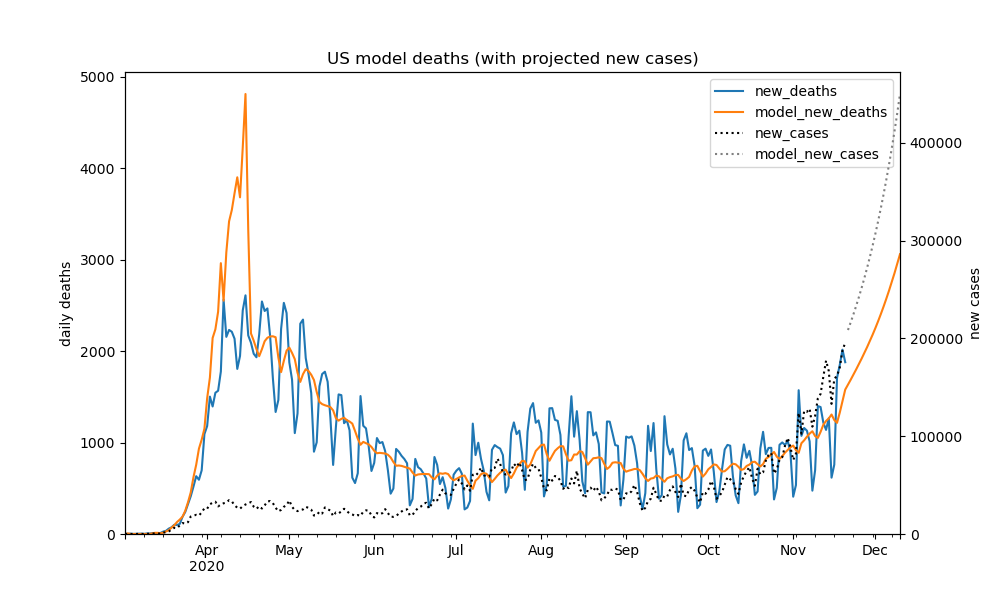 US model deaths (with projected new cases)
5000
4000
3000
2000
1000
0
daily deaths
new_deaths
model_new_deaths
new_cases
model_new_cases
400000
300000
200000
100000
0
new cases
Apr May Jun Jul Aug Sep Oct Nov Dec
2020